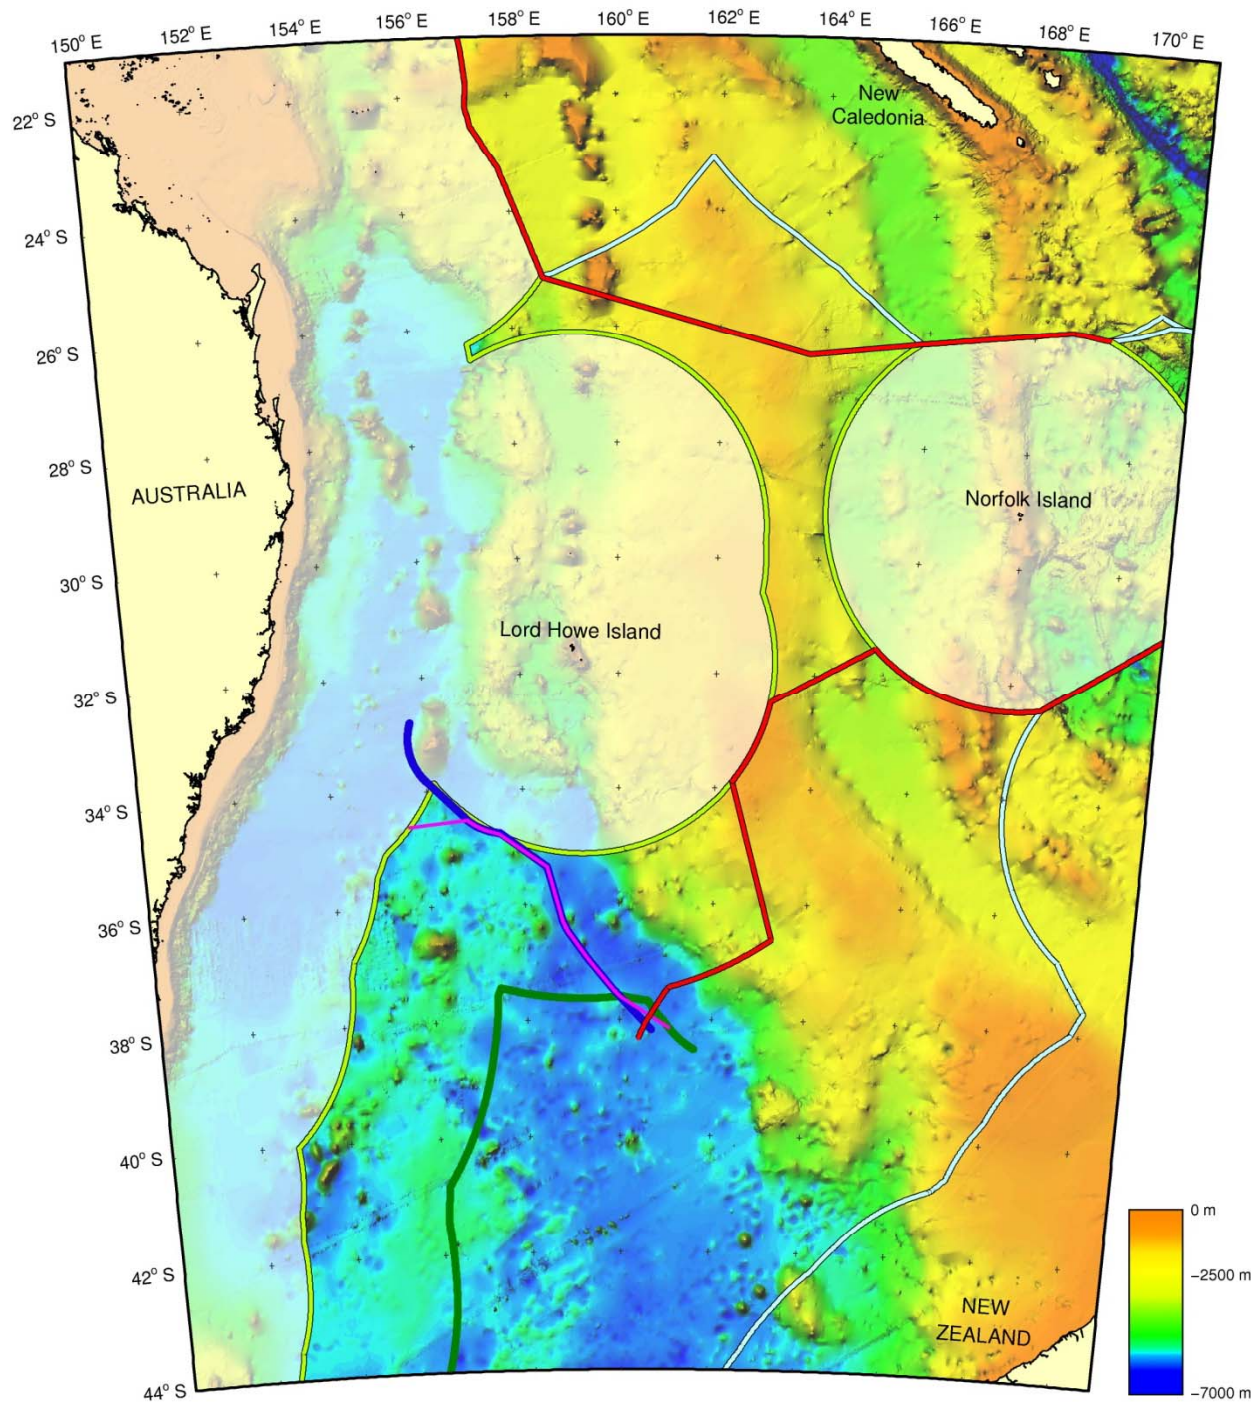 150° E
152° E
154° E
156° E
158° E
160° E
162° E
164° E
166° E
168° E
170° E
22° S
24° S
26° S
28° S
30° S
32° S
34° S
36° S
38° S
40° S
42° S
44° S
New
Caledonia
AUSTRALIA
Norfolk Island
Lord Howe Island
NEW
ZEALAND
0 m
−2500 m
−7000 m